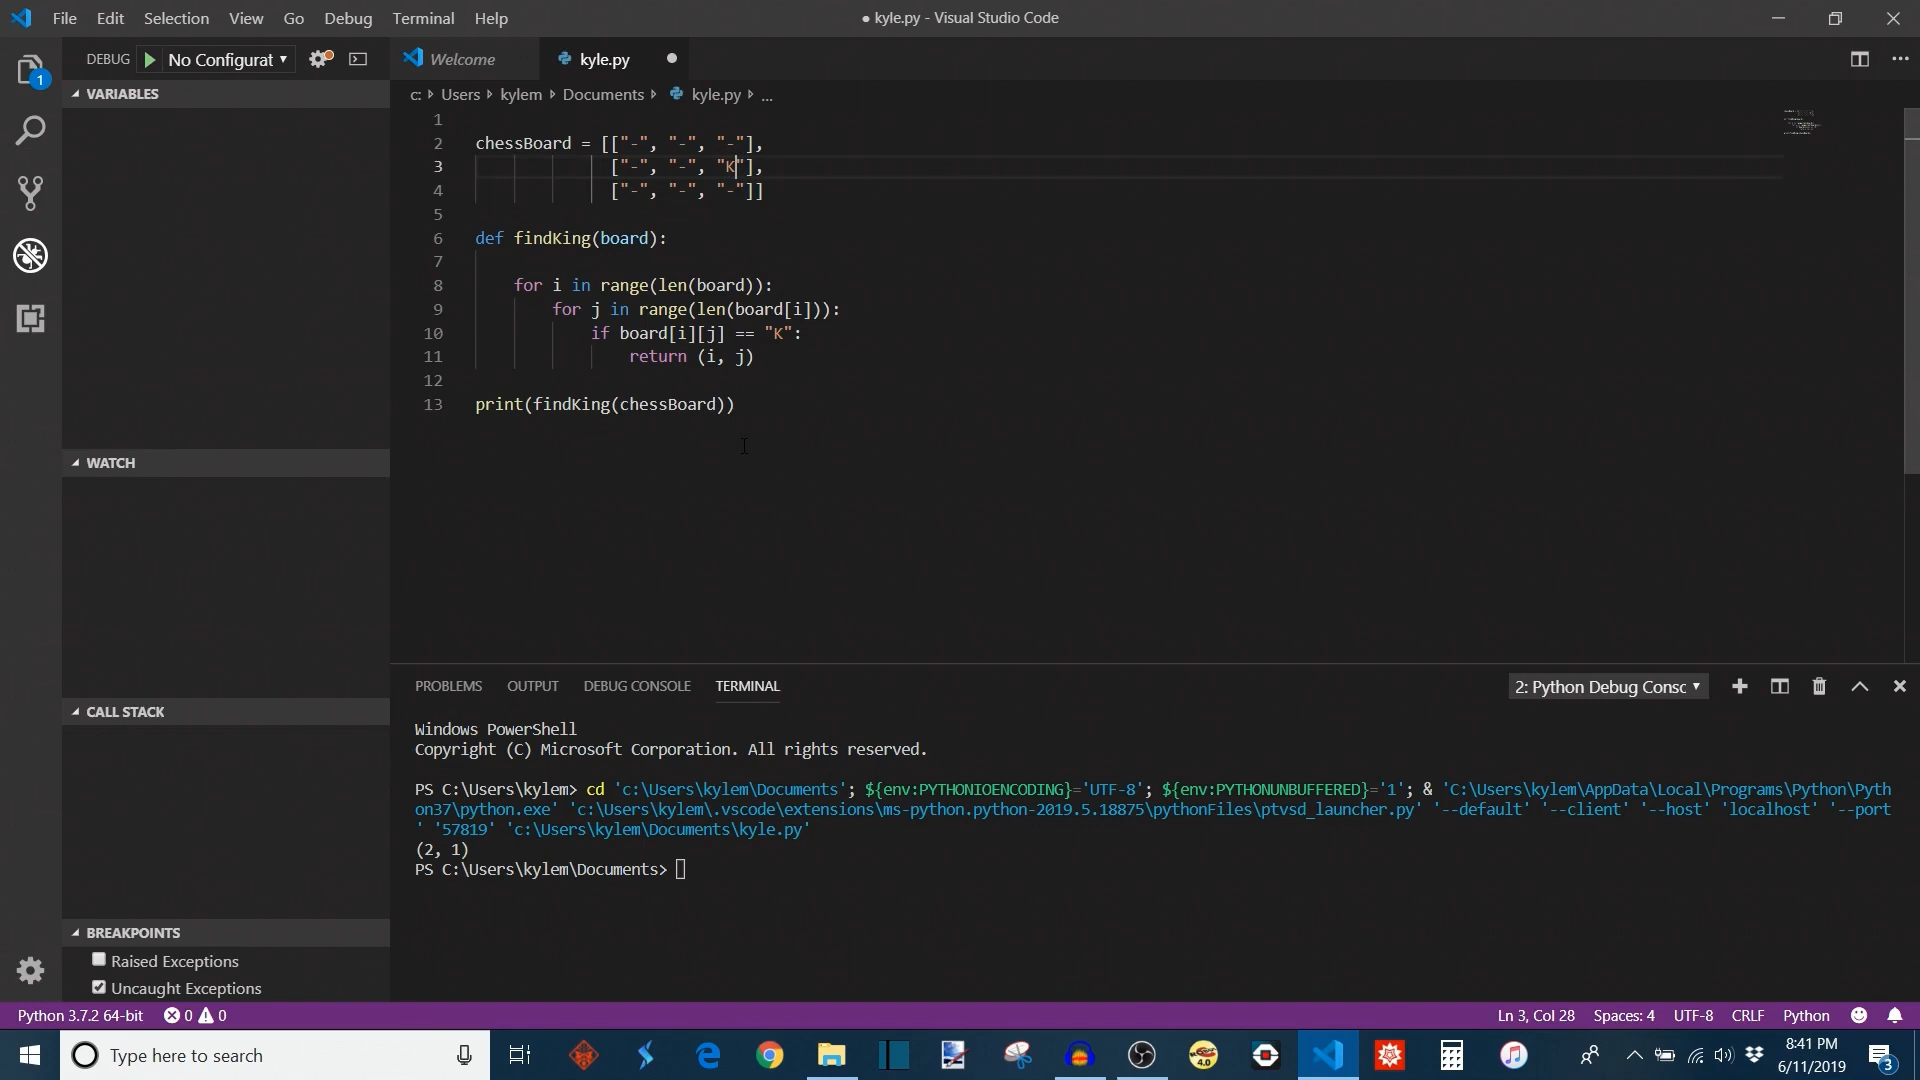 File Edit Selection View Go Debug Terminal Help
● kyle.py - Visual Studio Code
DEBUG No Configurat
Welcome
kyle.py
1
VARIABLES
WATCH
CALL STACK
BREAKPOINTS
Raised Exceptions
Uncaught Exceptions
c: Users kylem Documents kyle.py ...
1
2 chessBoard = [["-", "-", "-"],
3 ["-", "-", "K"],
4 ["-", "-", "-"]]
5
6 def findKing(board):
7
8 for i in range(len(board)):
9 for j in range(len(board[i])):
10 if board[i][j] == "K":
11 return (i, j)
12
13 print(findKing(chessBoard))
PROBLEMS OUTPUT DEBUG CONSOLE TERMINAL
2: Python Debug Consc
Windows PowerShell
Copyright (C) Microsoft Corporation. All rights reserved.
PS C:\Users\kylem> cd 'c:\Users\kylem\Documents'; ${env:PYTHONIOENCODING}='UTF-8'; ${env:PYTHONUNBUFFERED}='1'; & 'C:\Users\kylem\AppData\Local\Programs\Python\Pyth
on37\python.exe' 'c:\Users\kylem\.vscode\extensions\ms-python.python-2019.5.18875\pythonFiles\ptvsd_launcher.py' '--default' '--client' '--host' 'localhost' '--port
' '57819' 'c:\Users\kylem\Documents\kyle.py'
(2, 1)
PS C:\Users\kylem\Documents>
Python 3.7.2 64-bit 0 0
Ln 3, Col 28 Spaces: 4 UTF-8 CRLF Python
Type here to search
4.0
8:41 PM
6/11/2019
3